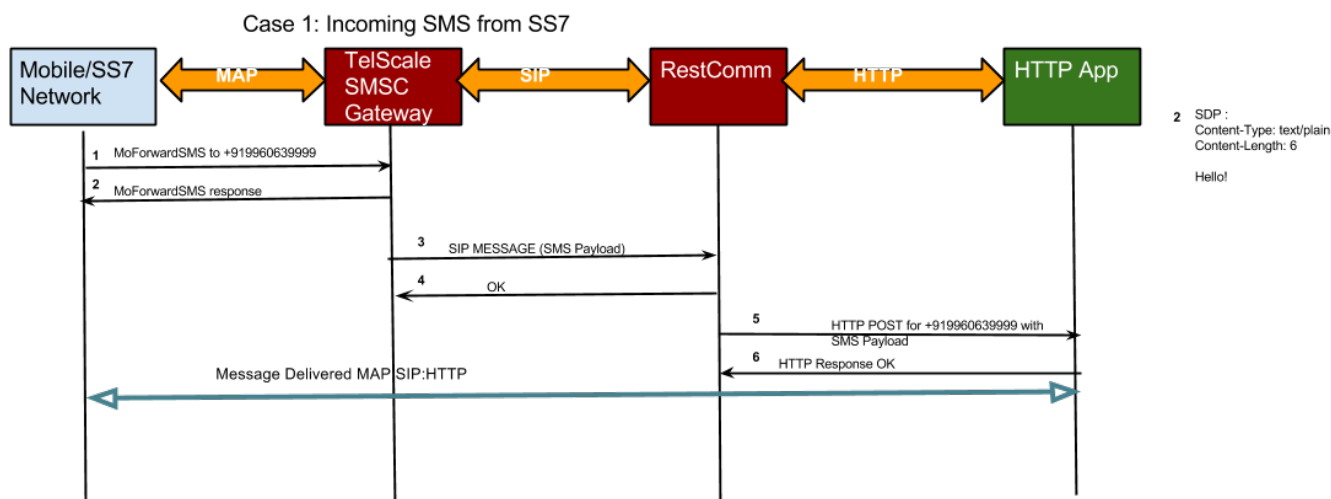 Case 1: Incoming SMS from SS7
Mobile/SS7
Network
MAP
TelScale
SMSC
Gateway
SIP
RestComm
HTTP
HTTP App
2 SDP :
Content-Type: text/plain
Content-Length: 6
Hello!
1 MoForwardSMS to +919960639999
2 MoForwardSMS response
3 SIP MESSAGE (SMS Payload)
4 OK
5 HTTP POST for +919960639999 with
SMS Payload
6 HTTP Response OK
Message Delivered MAP SIP:HTTP